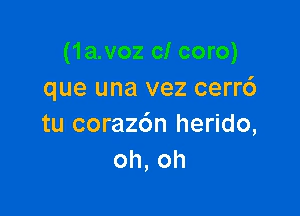 (1a.voz c/ coro)
que una vez cerró
tu corazón herido,
oh, oh